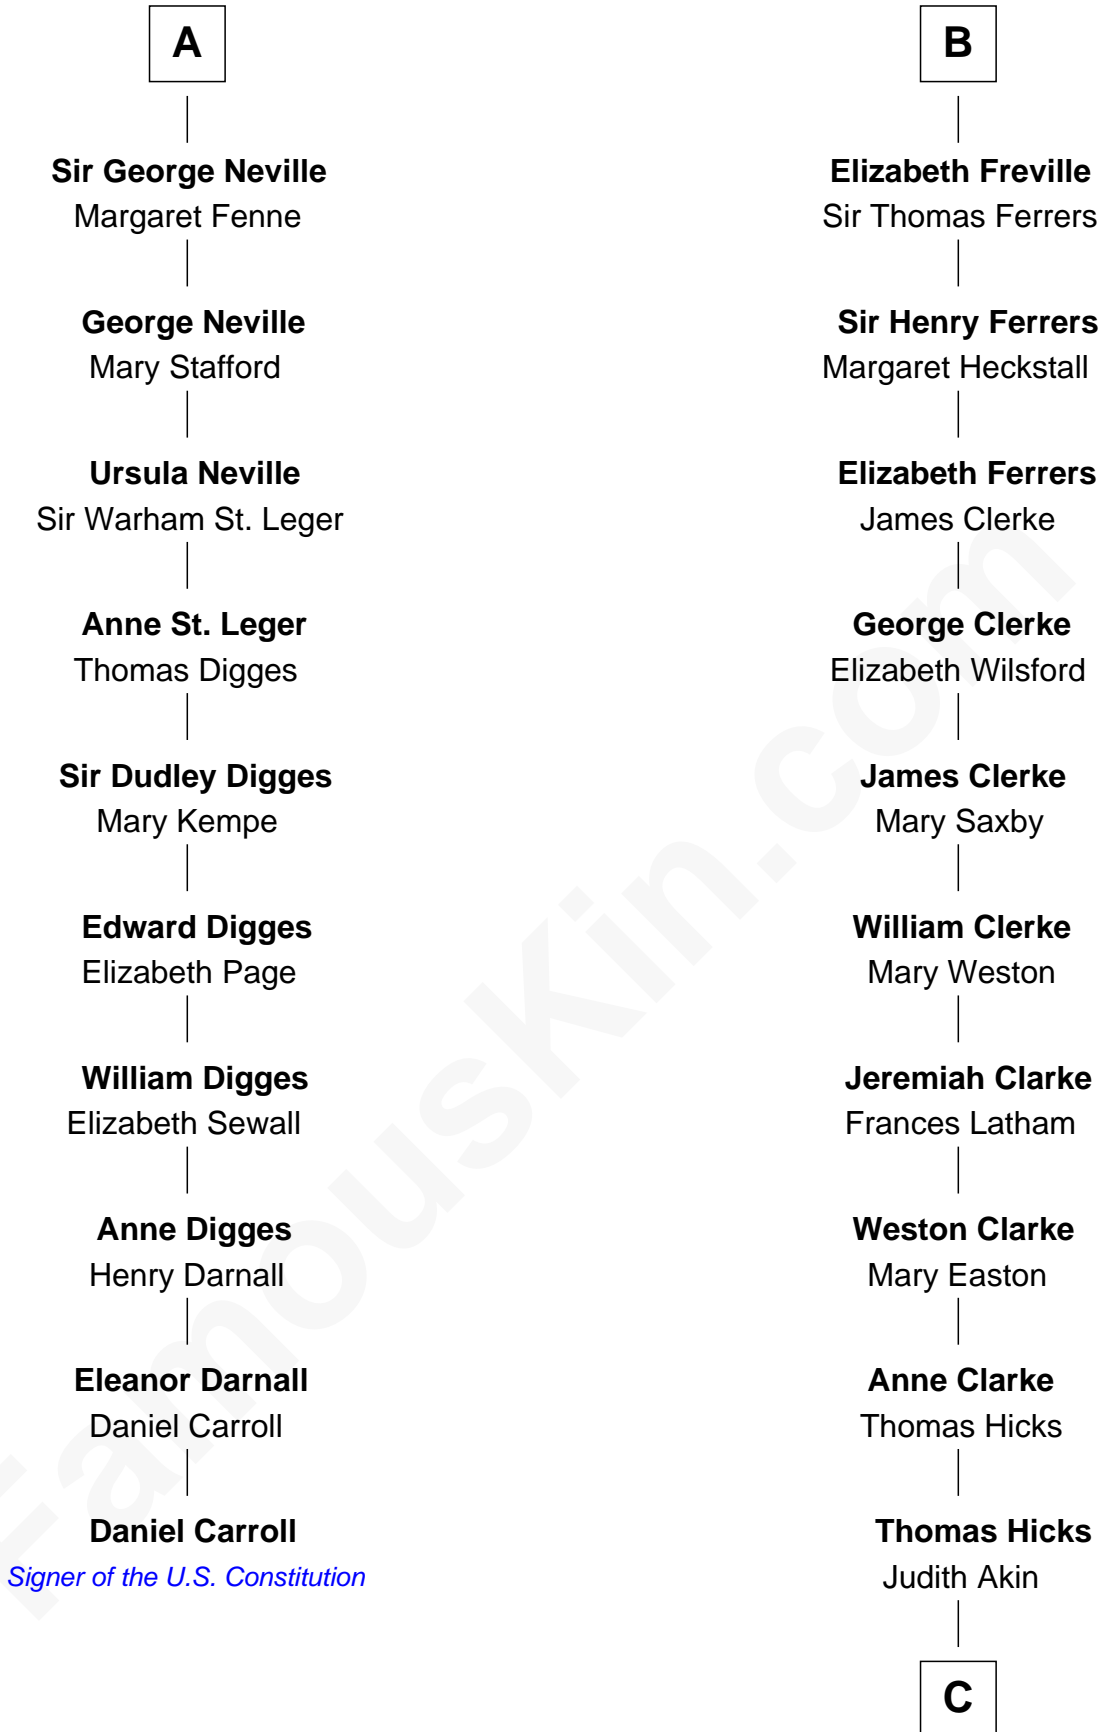 A
Sir George Neville
Margaret Fenne
George Neville
Mary Stafford
Ursula Neville
Sir Warham St. Leger
Anne St. Leger
Thomas Digges
Sir Dudley Digges
Mary Kempe
Edward Digges
Elizabeth Page
William Digges
Elizabeth Sewall
Anne Digges
Henry Darnall
Eleanor Darnall
Daniel Carroll
Daniel Carroll
Signer of the U.S. Constitution
B
Elizabeth Freville
Sir Thomas Ferrers
Sir Henry Ferrers
Margaret Heckstall
Elizabeth Ferrers
James Clerke
George Clerke
Elizabeth Wilsford
James Clerke
Mary Saxby
William Clerke
Mary Weston
Jeremiah Clarke
Frances Latham
Weston Clarke
Mary Easton
Anne Clarke
Thomas Hicks
Thomas Hicks
Judith Akin
C
FamousKin.com